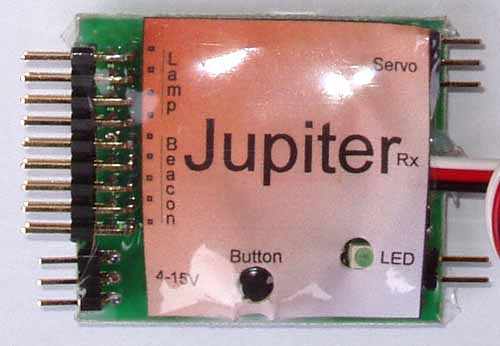 Servo
Lamp Beacon
Jupiter Rx
Button
LED
4-15V